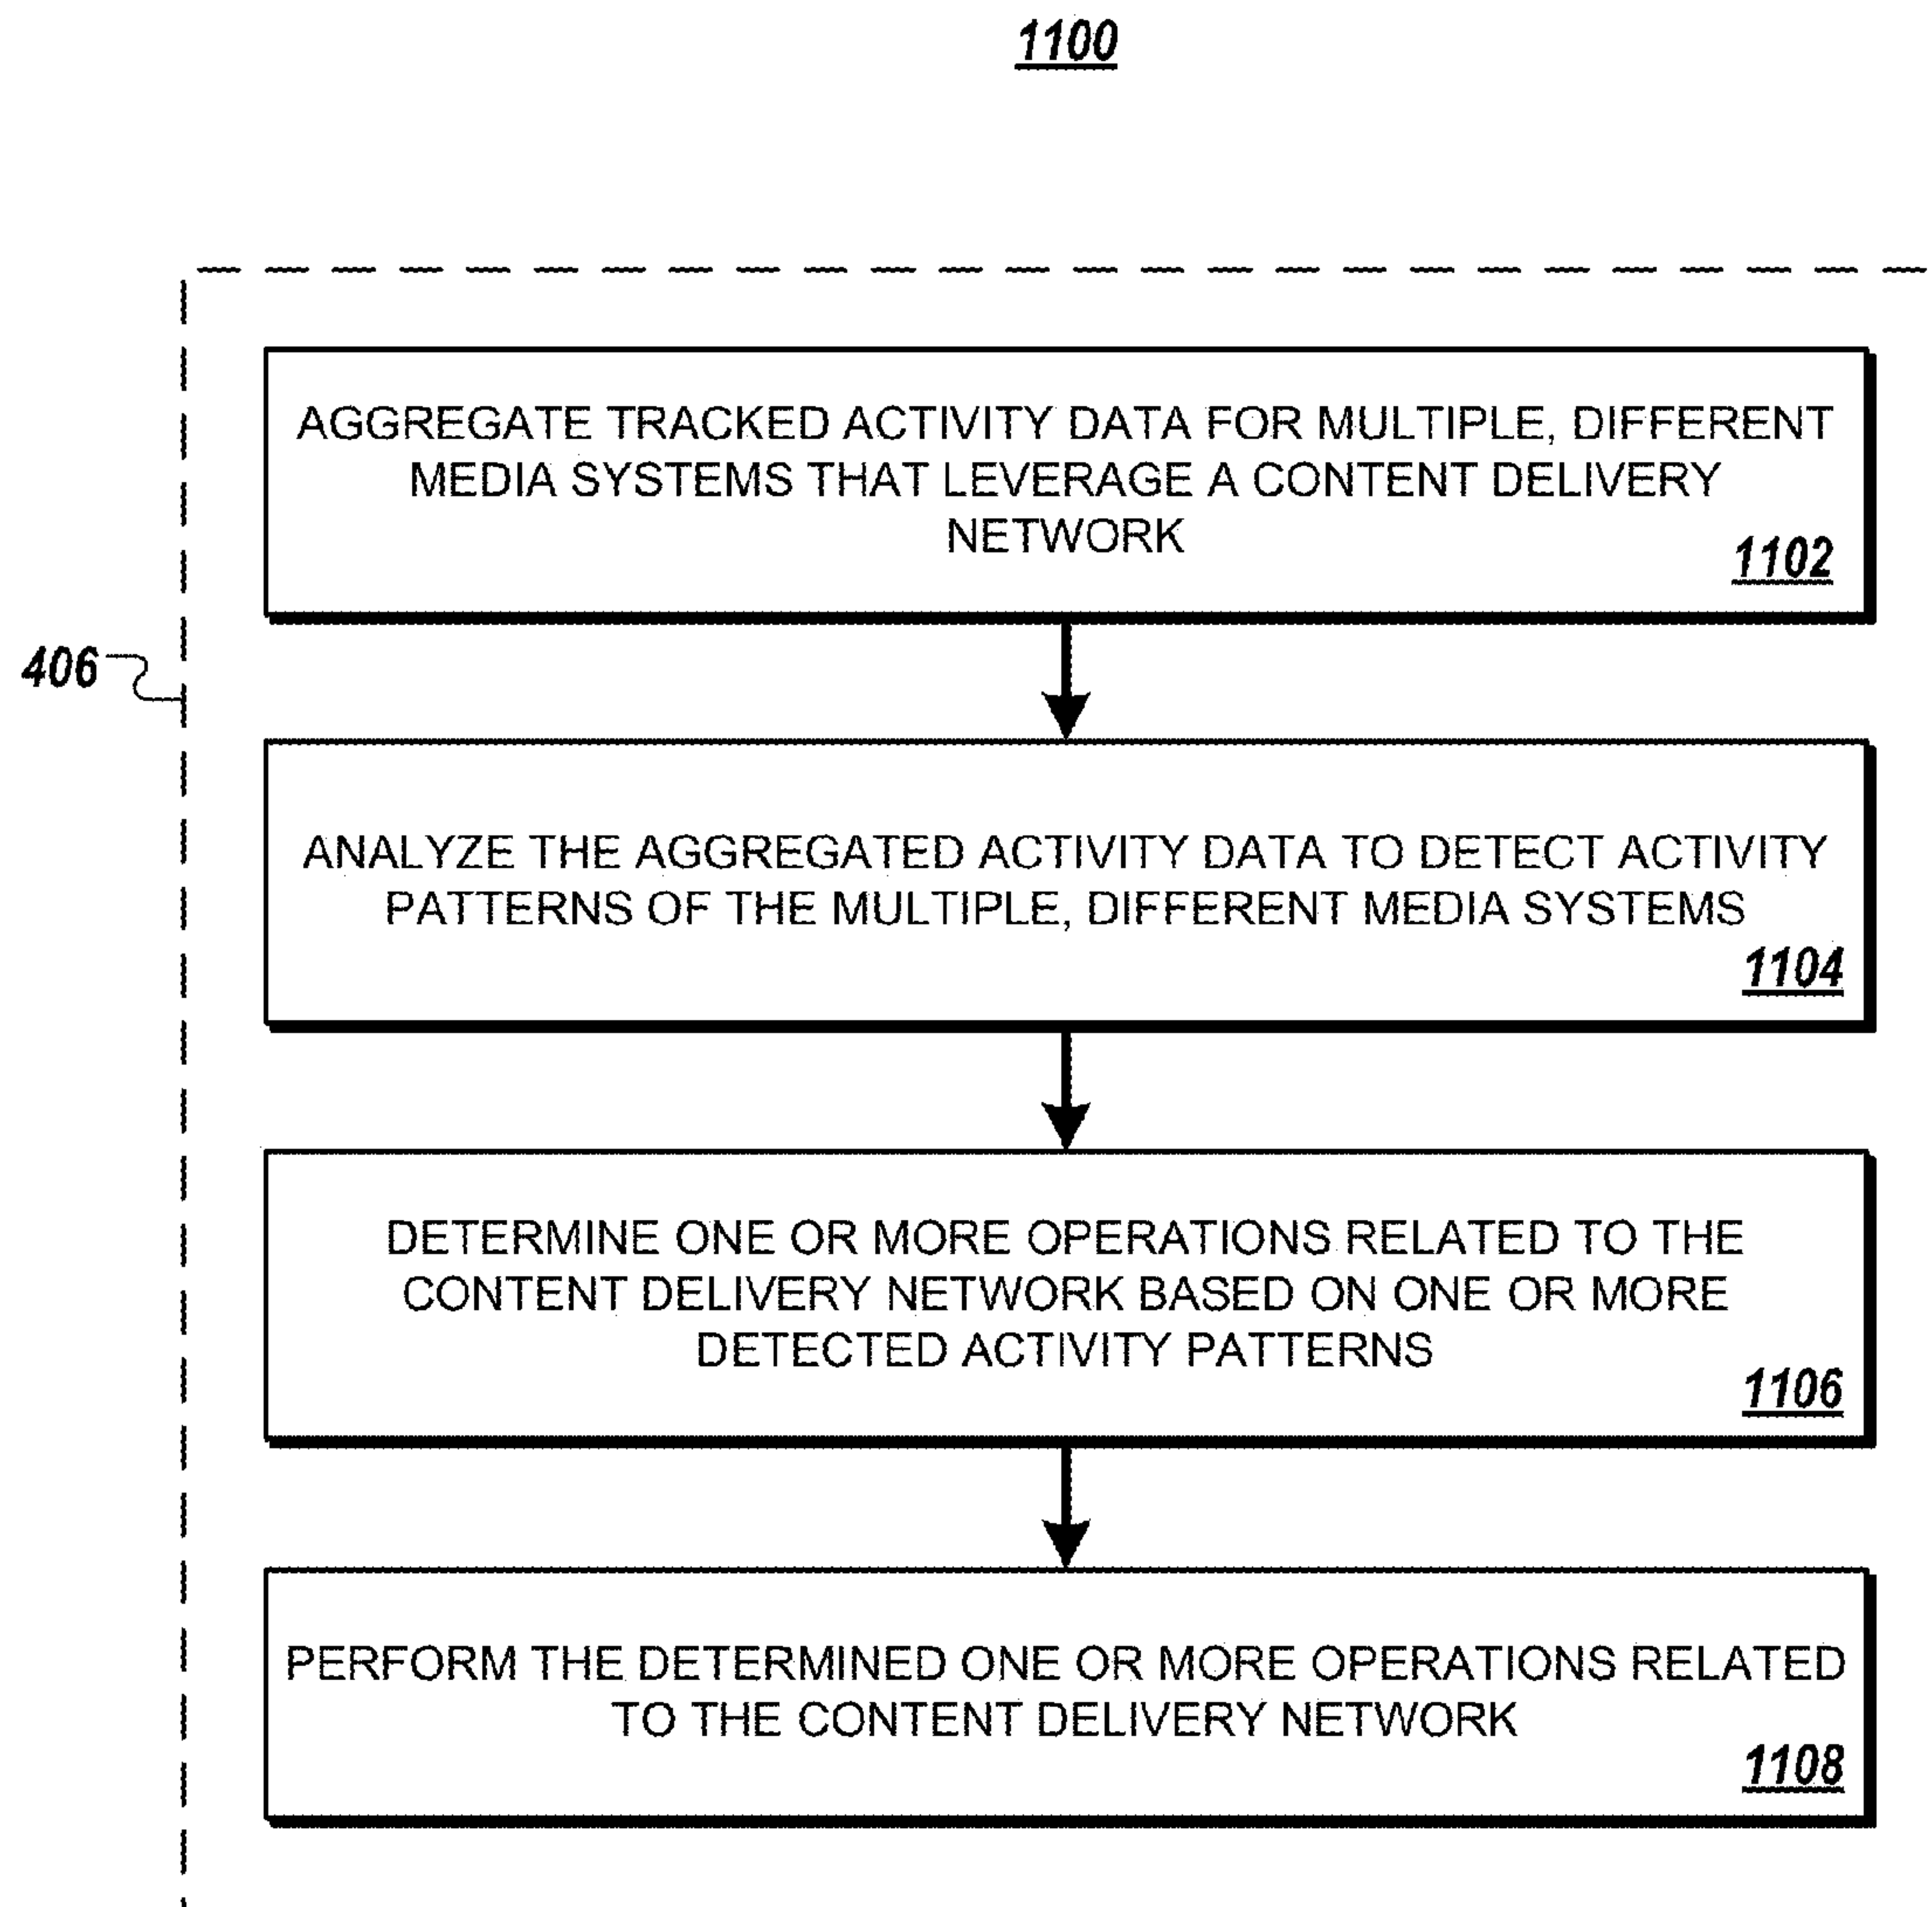 1100
AGGREGATE TRACKED ACTIVITY DATA FOR MULTIPLE, DIFFERENT
MEDIA SYSTEMS THAT LEVERAGE A CONTENT DELIVERY
NETWORK
1102
406
ANALYZE THE AGGREGATED ACTIVITY DATA TO DETECT ACTIVITY
PATTERNS OF THE MULTIPLE, DIFFERENT MEDIA SYSTEMS
1104
DETERMINE ONE OR MORE OPERATIONS RELATED TO THE
CONTENT DELIVERY NETWORK BASED ON ONE OR MORE
DETECTED ACTIVITY PATTERNS
1106
PERFORM THE DETERMINED ONE OR MORE OPERATIONS RELATED
TO THE CONTENT DELIVERY NETWORK
1108